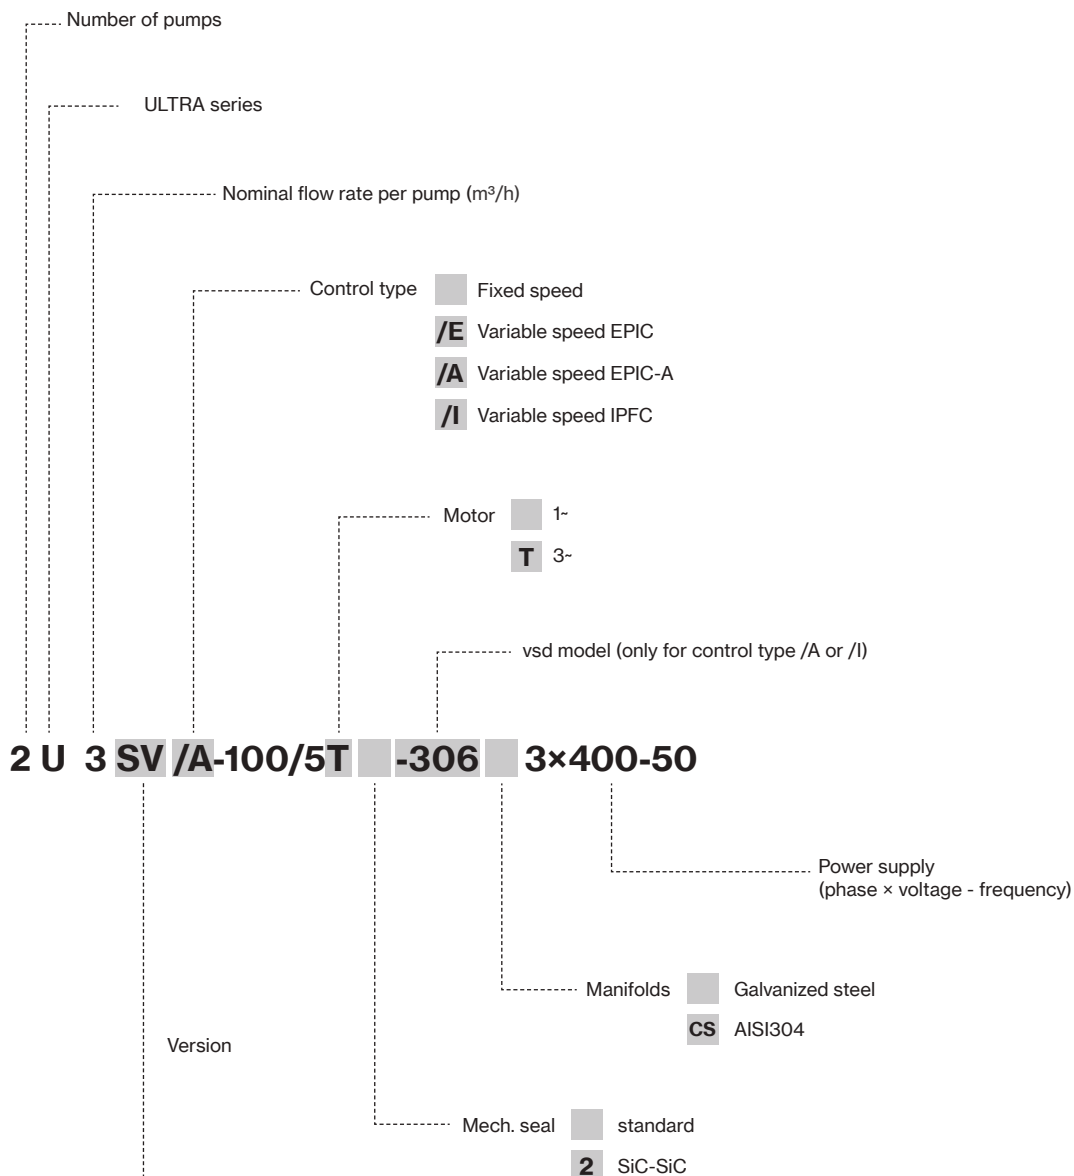 Number of pumps
ULTRA series
Nominal flow rate per pump (m³/h)
Control type Fixed speed
/E Variable speed EPIC
/A Variable speed EPIC-A
/I Variable speed IPFC
Motor 1~
T 3~
vsd model (only for control type /A or /I)
2 U 3 SV /A-100/5T -306 3×400-50
Power supply
(phase × voltage - frequency)
Manifolds Galvanized steel
CS AISI304
Version
Mech. seal standard
2 SiC-SiC